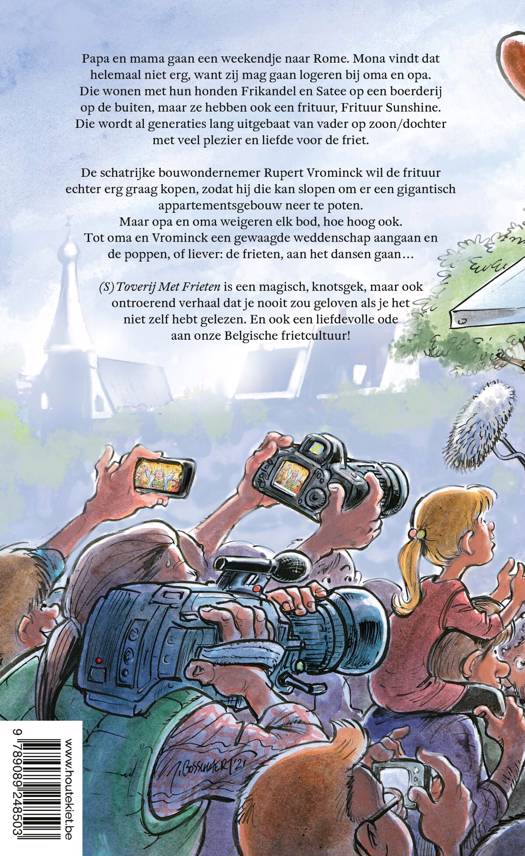 Papa en mama gaan een weekendje naar Rome. Mona vindt dat
helemaal niet erg, want zij mag gaan logeren bij oma en opa.
Die wonen met hun honden Frikandel en Satee op een boerderij
op de buiten, maar ze hebben ook een frituur, Frituur Sunshine.
Die wordt al generaties lang uitgebaat van vader op zoon/dochter
met veel plezier en liefde voor de friet.
De schatrijke bouwondernemer Rupert Vrominck wil de frituur
echter erg graag kopen, zodat hij die kan slopen om er een gigantisch
appartementsgebouw neer te poten.
Maar opa en oma weigeren elk bod, hoe hoog ook.
Tot oma en Vrominck een gewaagde weddenschap aangaan en
de poppen, of liever: de frieten, aan het dansen gaan...
(S)Toverij Met Frieten is een magisch, knotsgek, maar ook
ontroerend verhaal dat je nooit zou geloven als je het
niet zelf hebt gelezen. En ook een liefdevolle ode
aan onze Belgische frietcultuur!
www.houtekiet.be
9 789089 248503